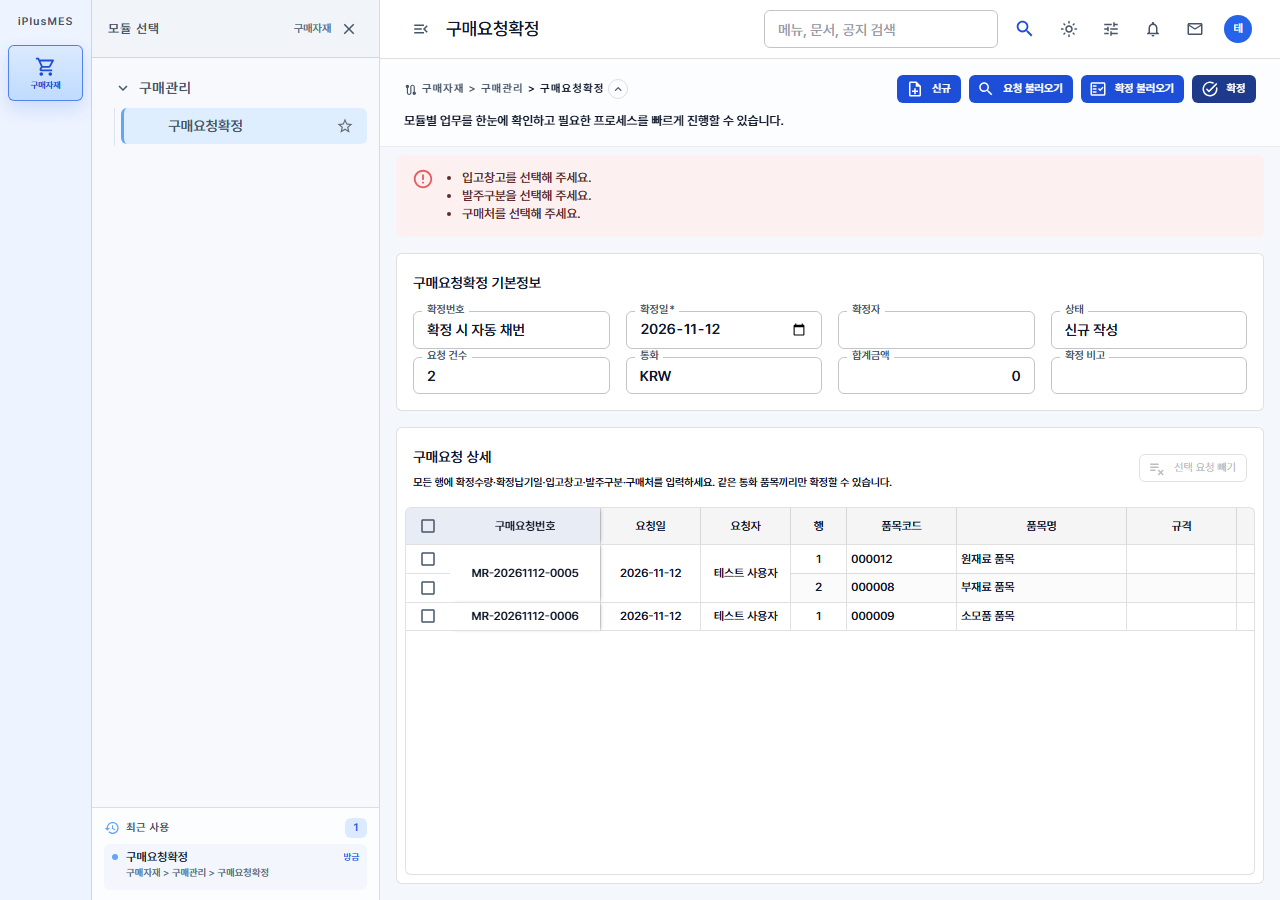 iPlusMES
구매자재
모듈 선택
구매자재
구매관리
구매요청확정
최근 사용
1
구매요청확정
방금
구매자재 > 구매관리 > 구매요청확정
구매요청확정
메뉴, 문서, 공지 검색
태
구매자재 > 구매관리 > 구매요청확정
신규
요청 불러오기
확정 불러오기
확정
모듈별 업무를 한눈에 확인하고 필요한 프로세스를 빠르게 진행할 수 있습니다.
• 입고창고를 선택해 주세요.
• 발주구분을 선택해 주세요.
• 구매처를 선택해 주세요.
구매요청확정 기본정보
확정번호
확정 시 자동 채번
확정일*
2026-11-12
확정자
상태
신규 작성
요청 건수
2
통화
KRW
합계금액
0
확정 비고
구매요청 상세
모든 행에 확정수량·확정납기일·입고창고·발주구분·구매처를 입력하세요. 같은 통화 품목끼리만 확정할 수 있습니다.
선택 요청 빼기
구매요청번호 요청일 요청자 행 품목코드 품목명 규격
MR-20261112-0005 2026-11-12 테스트 사용자 1 000012 원재료 품목
2 000008 부재료 품목
MR-20261112-0006 2026-11-12 테스트 사용자 1 000009 소모품 품목